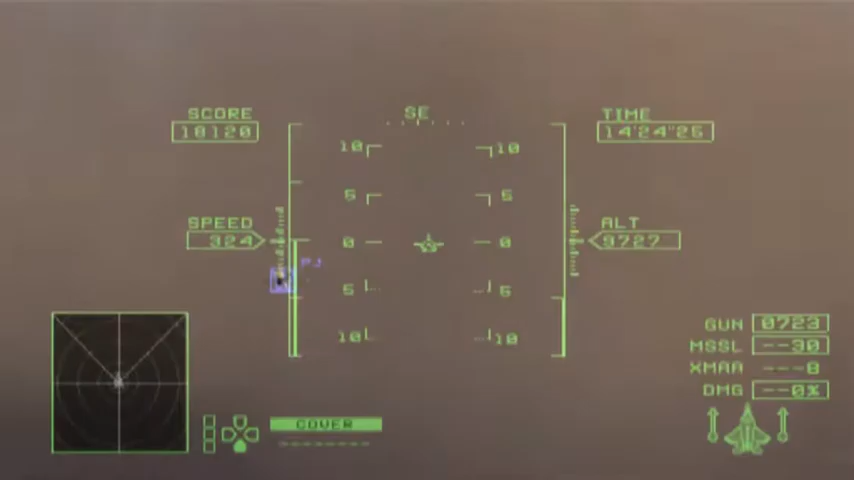 SCORE
18120
SE
TIME
14'24"25
10 10
5 5
SPEED
324
0 0
ALT
9727
PJ
5 5
10 10
GUN 0723
MSSL --30
XMAA ---8
DMG --0%
COVER